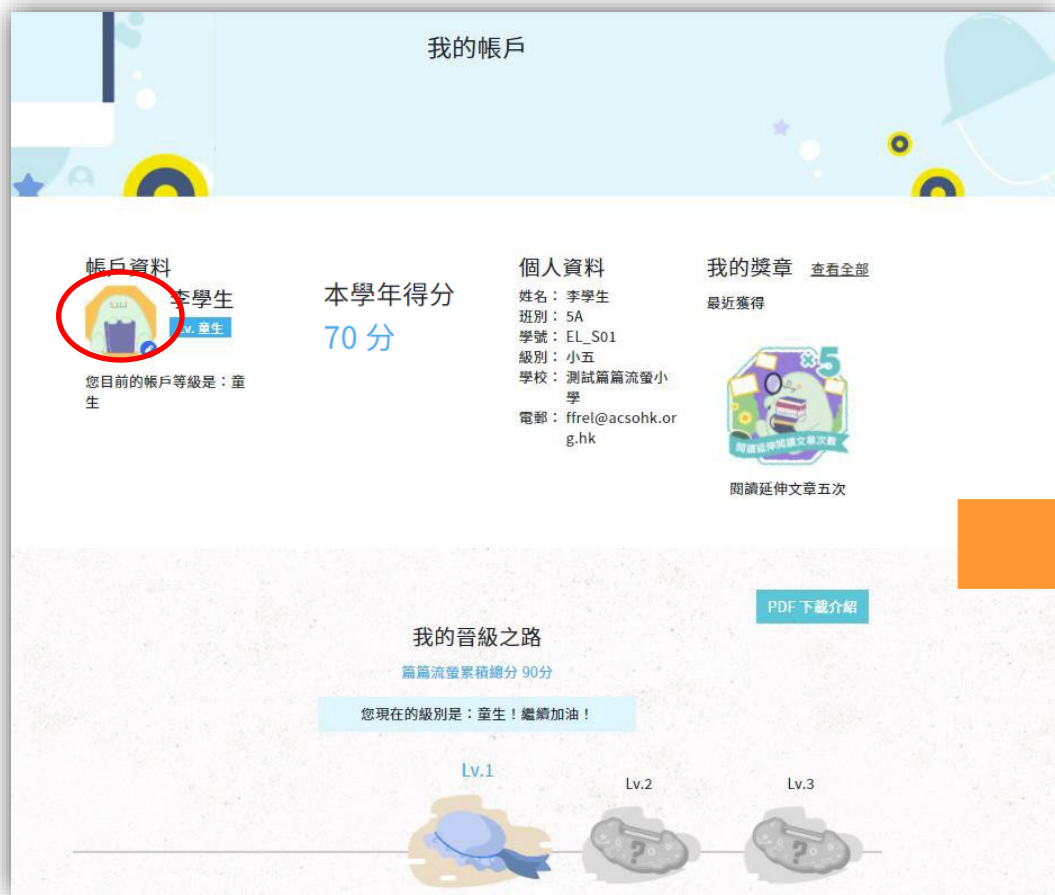 我的帳戶
帳戶資料
李學生
Lv. 童生
您目前的帳戶等級是：童
生
本學年得分
70 分
個人資料
姓名： 李學生
班別： 5A
學號： EL_S01
級別： 小五
學校： 測試篇篇流螢小
學
電郵： ffrel@acsohk.or
g.hk
我的獎章 查看全部
最近獲得
×5
閱讀延伸閱讀文章次數
閱讀延伸文章五次
PDF 下載介紹
我的晉級之路
篇篇流螢累積總分 90分
您現在的級別是：童生！繼續加油！
Lv.1
Lv.2
Lv.3
?
?